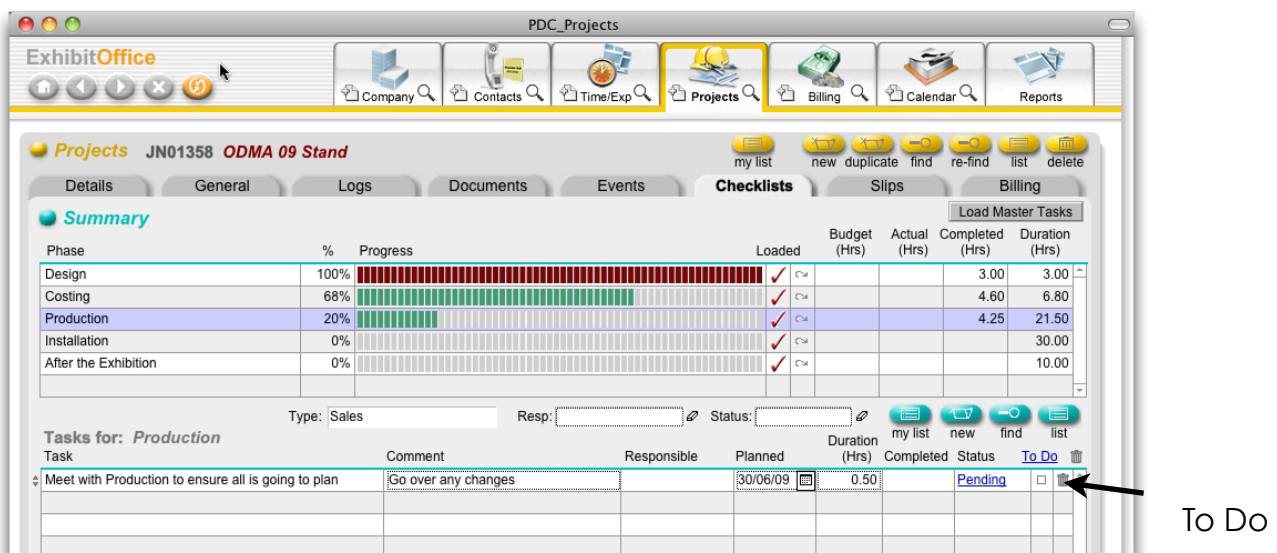 PDC_Projects
ExhibitOffice
Company Contacts Time/Exp Projects Billing Calendar Reports
Projects JN01358 ODMA 09 Stand
my list new duplicate find re-find list delete
Details General Logs Documents Events Checklists Slips Billing
Summary
Load Master Tasks
Phase % Progress Loaded Budget (Hrs) Actual (Hrs) Completed (Hrs) Duration (Hrs)
Design 100% 3.00 3.00
Costing 68% 4.60 6.80
Production 20% 4.25 21.50
Installation 0% 30.00
After the Exhibition 0% 10.00
Type: Sales Resp: Status:
my list new find list
Tasks for: Production
Task Comment Responsible Planned Duration (Hrs) Completed Status To Do
Meet with Production to ensure all is going to plan Go over any changes 30/06/09 0.50 Pending
To Do